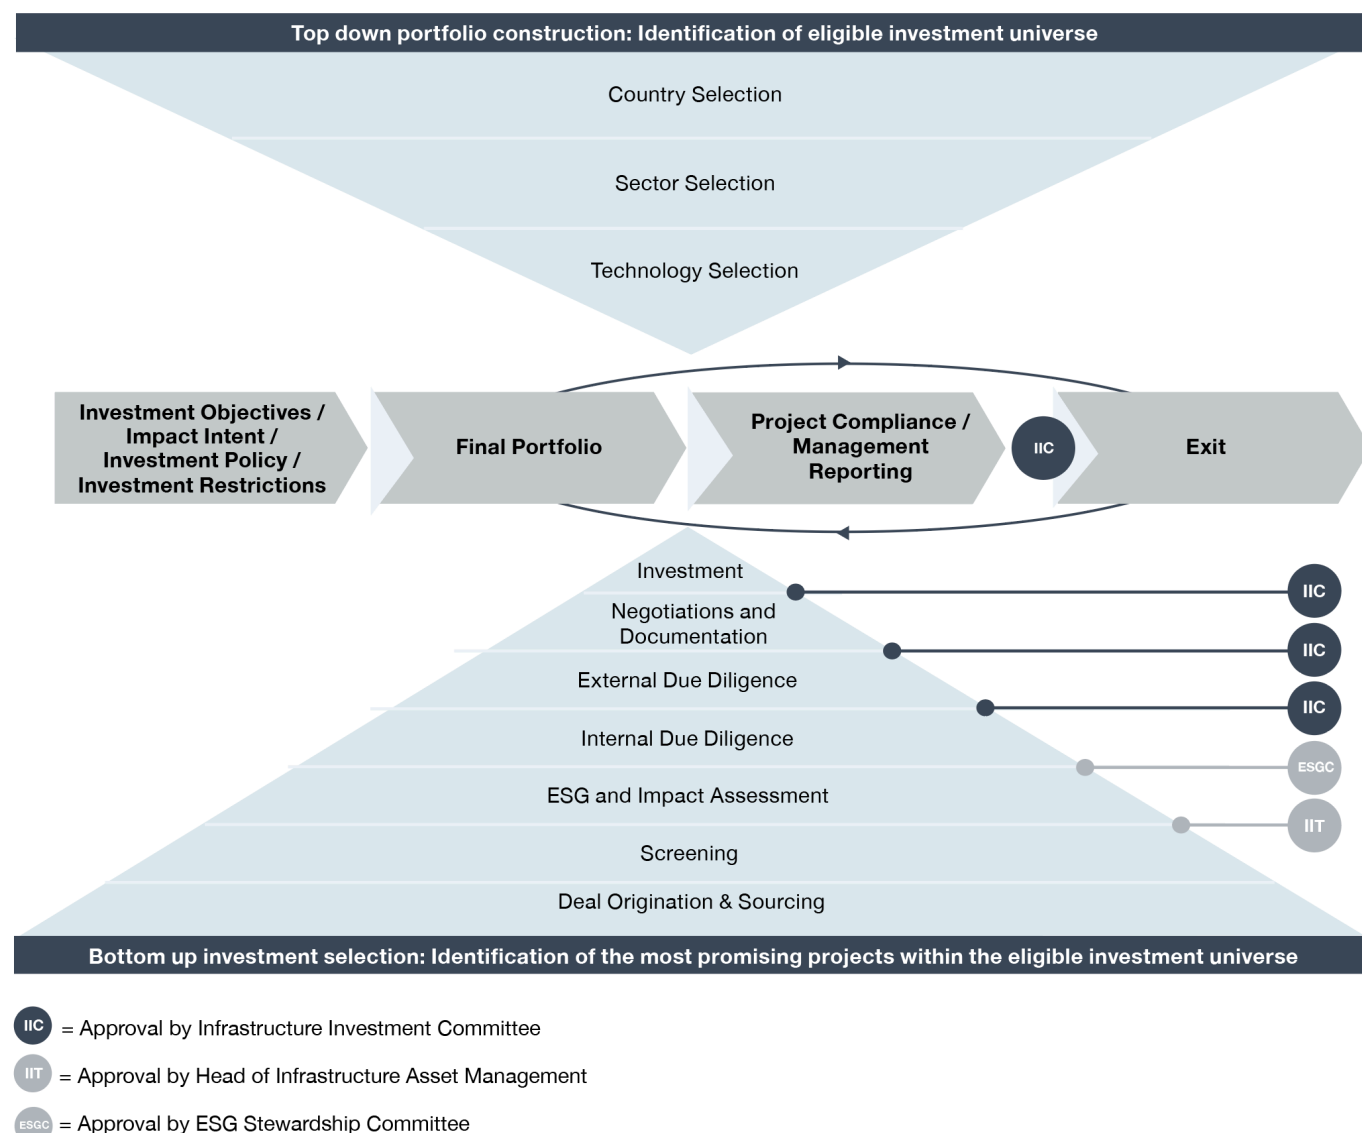 Top down portfolio construction: Identification of eligible investment universe
Country Selection
Sector Selection
Technology Selection
Investment Objectives /
Impact Intent /
Investment Policy /
Investment Restrictions
Final Portfolio
Project Compliance /
Management
Reporting
IIC
Exit
Investment
IIC
Negotiations and
Documentation
IIC
External Due Diligence
IIC
Internal Due Diligence
ESGC
ESG and Impact Assessment
IIT
Screening
Deal Origination & Sourcing
Bottom up investment selection: Identification of the most promising projects within the eligible investment universe
IIC = Approval by Infrastructure Investment Committee
IIT = Approval by Head of Infrastructure Asset Management
ESGC = Approval by ESG Stewardship Committee